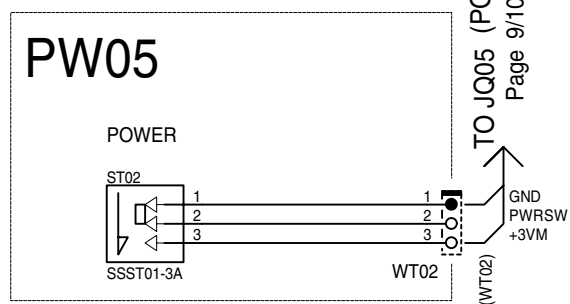 PW05
POWER
ST02
1
2
3
SSST01-3A
1
2
3
WT02
GND
PWRSW
+3VM
(WT02)
TO JQ05 (PO
Page 9/10